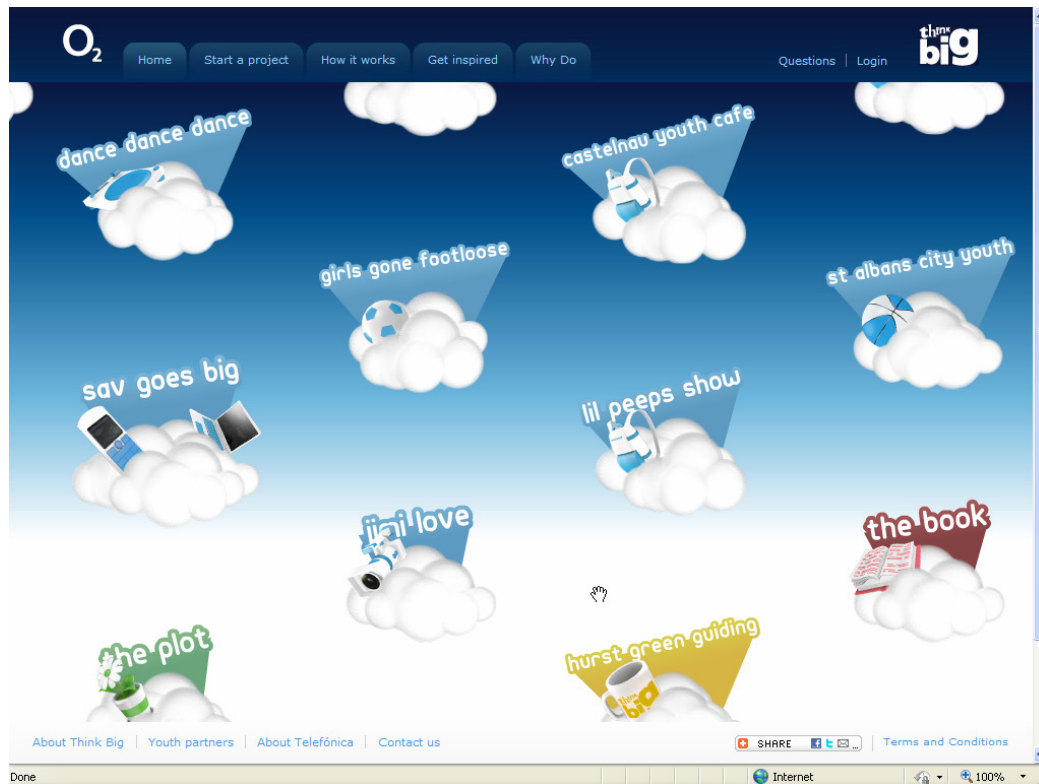 O2
Home
Start a project
How it works
Get inspired
Why Do
Questions
Login
think
big
dance dance dance
castelnau youth cafe
girls gone footloose
st albans city youth
sav goes big
lil peeps show
jimi love
the book
the plot
hurst green guiding
think
big
About Think Big
Youth partners
About Telefónica
Contact us
SHARE
Terms and Conditions
Done
Internet
100%